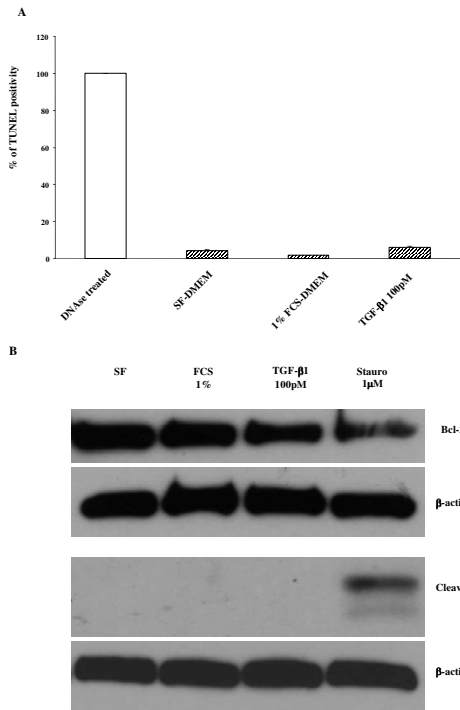 A
120
100
80
60
40
20
0
% of TUNEL positivity
DNAse treated
SF-DMEM
1% FCS-DMEM
TGF-β1 100pM
B
SF
FCS
1%
TGF-β1
100pM
Stauro
1μM
Bcl-
β-acti
Cleav
β-acti